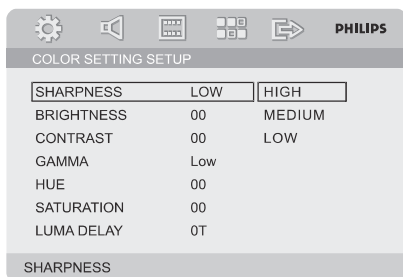 PHILIPS
COLOR SETTING SETUP
SHARPNESS LOW HIGH
BRIGHTNESS 00 MEDIUM
CONTRAST 00 LOW
GAMMA Low
HUE 00
SATURATION 00
LUMA DELAY 0T
SHARPNESS